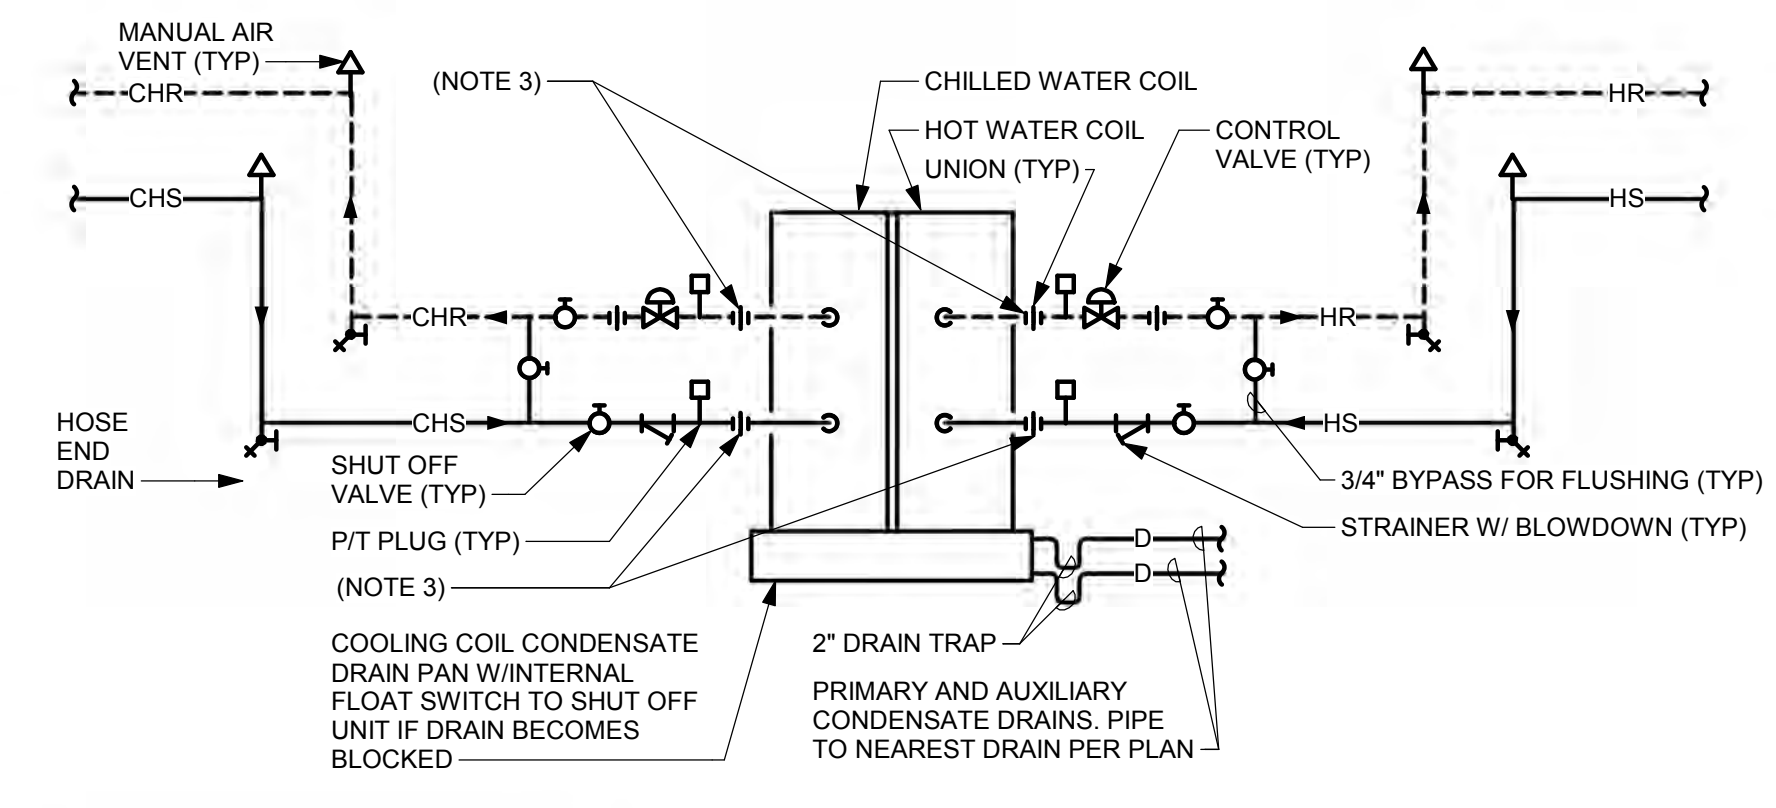 MANUAL AIR
VENT (TYP)
CHR
CHS
(NOTE 3)
CHILLED WATER COIL
HOT WATER COIL
UNION (TYP)
CONTROL
VALVE (TYP)
HR
HS
CHR
HR
CHS
HS
HOSE
END
DRAIN
SHUT OFF
VALVE (TYP)
P/T PLUG (TYP)
(NOTE 3)
3/4" BYPASS FOR FLUSHING (TYP)
STRAINER W/ BLOWDOWN (TYP)
D
D
COOLING COIL CONDENSATE
DRAIN PAN W/INTERNAL
FLOAT SWITCH TO SHUT OFF
UNIT IF DRAIN BECOMES
BLOCKED
2" DRAIN TRAP
PRIMARY AND AUXILIARY
CONDENSATE DRAINS. PIPE
TO NEAREST DRAIN PER PLAN